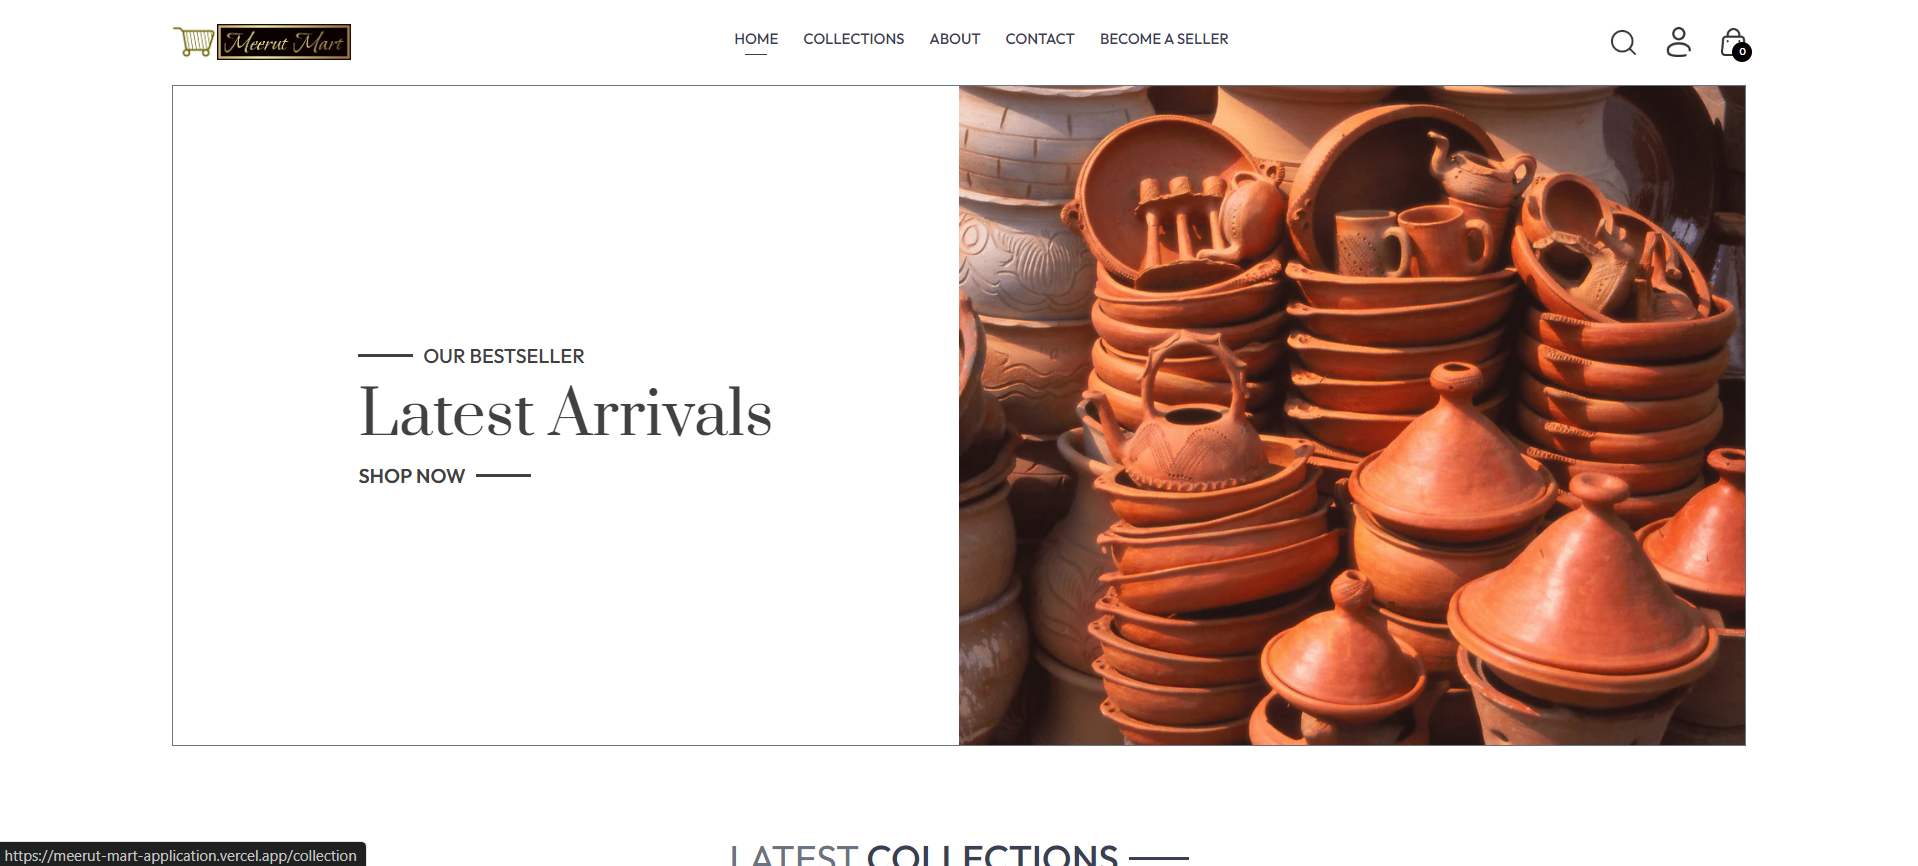 Meerut Mart
HOME COLLECTIONS ABOUT CONTACT BECOME A SELLER
0
OUR BESTSELLER
Latest Arrivals
SHOP NOW
LATEST COLLECTIONS
https://meerut-mart-application.vercel.app/collection